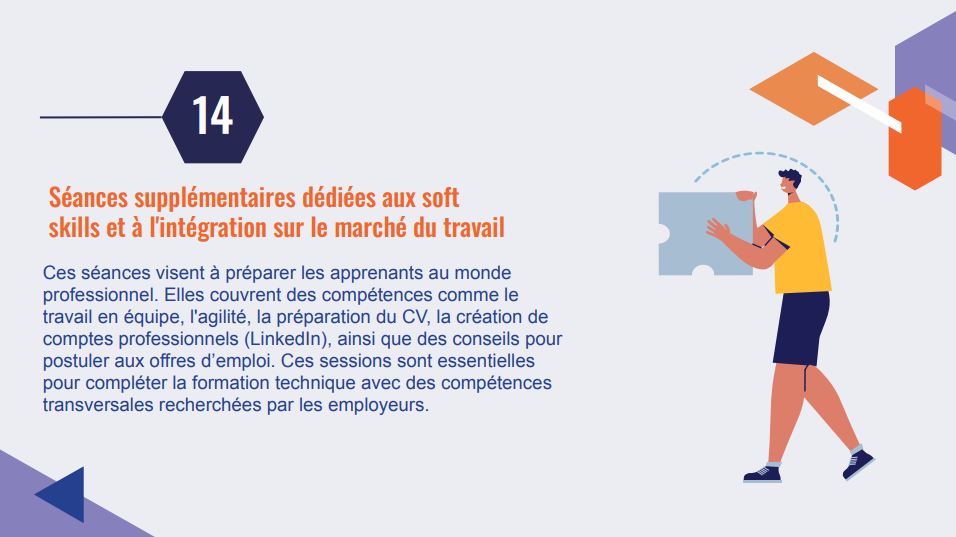 14
Séances supplémentaires dédiées aux soft
skills et à l'intégration sur le marché du travail
Ces séances visent à préparer les apprenants au monde
professionnel. Elles couvrent des compétences comme le
travail en équipe, l'agilité, la préparation du CV, la création de
comptes professionnels (LinkedIn), ainsi que des conseils pour
postuler aux offres d’emploi. Ces sessions sont essentielles
pour compléter la formation technique avec des compétences
transversales recherchées par les employeurs.